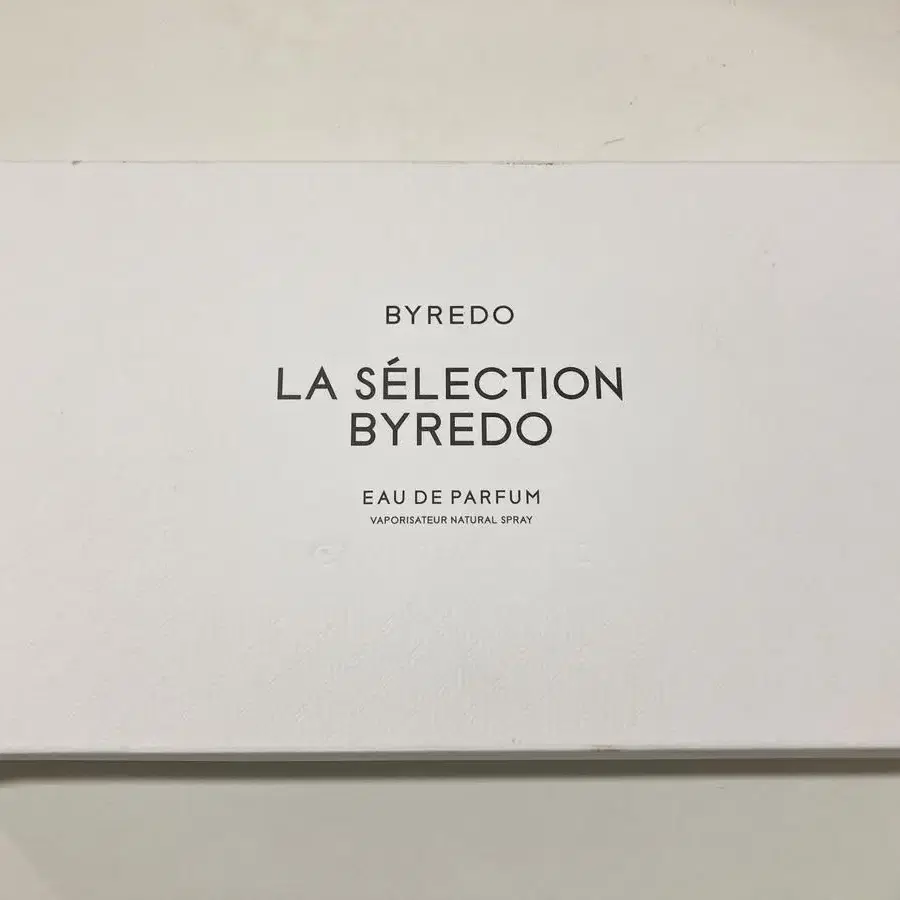 BYREDO
LA SÉLECTION
BYREDO
EAU DE PARFUM
VAPORISATEUR NATURAL SPRAY